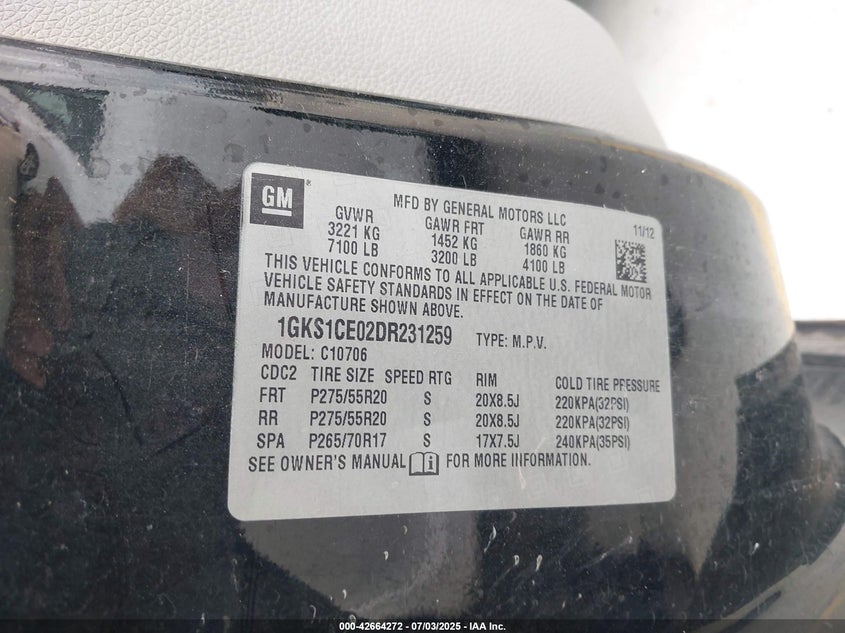 GM
MFD BY GENERAL MOTORS LLC
GVWR GAWR FRT GAWR RR 11/12
3221 KG 1452 KG 1860 KG
7100 LB 3200 LB 4100 LB
THIS VEHICLE CONFORMS TO ALL APPLICABLE U.S. FEDERAL MOTOR
VEHICLE SAFETY STANDARDS IN EFFECT ON THE DATE OF
MANUFACTURE SHOWN ABOVE.
1GKS1CE02DR231259 TYPE: M.P.V.
MODEL: C10706
CDC2 TIRE SIZE SPEED RTG RIM COLD TIRE PRESSURE
FRT P275/55R20 S 20X8.5J 220KPA(32PSI)
RR P275/55R20 S 20X8.5J 220KPA(32PSI)
SPA P265/70R17 S 17X7.5J 240KPA(35PSI)
SEE OWNER'S MANUAL FOR MORE INFORMATION.
000-42664272 - 07/03/2025 - IAA Inc.